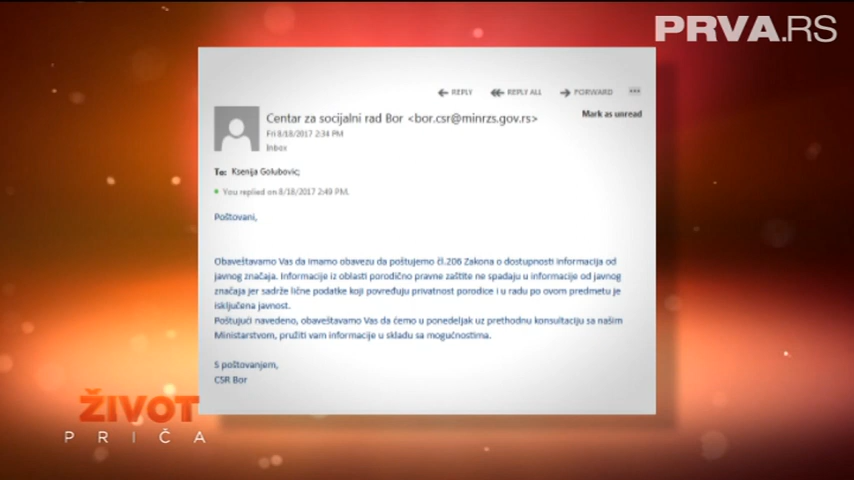 PRVA.RS
REPLY REPLY ALL FORWARD
Centar za socijalni rad Bor <bor.csr@minrzs.gov.rs> Mark as unread
Fri 8/18/2017 2:34 PM
Inbox
To: Ksenija Golubovic;
You replied on 8/18/2017 2:49 PM.
Poštovani,
Obaveštavamo Vas da imamo obavezu da poštujemo čl.206 Zakona o dostupnosti informacija od
javnog značaja. Informacije iz oblasti porodično pravne zaštite ne spadaju u informacije od javnog
značaja jer sadrže lične podatke koji povređuju privatnost porodice i u radu po ovom predmetu je
isključena javnost.
Poštujući navedeno, obaveštavamo Vas da ćemo u ponedeljak uz prethodnu konsultaciju sa našim
Ministarstvom, pružiti vam informacije u skladu sa mogućnostima.
S poštovanjem,
CSR Bor
ŽIVOT
PRIČA